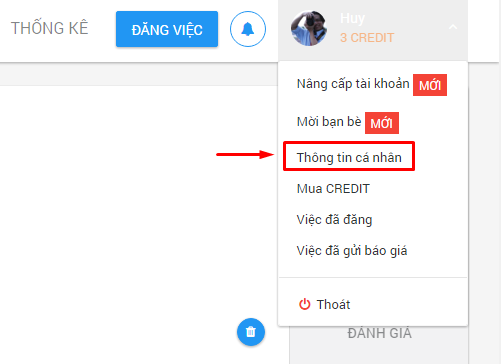 THỐNG KÊ
ĐĂNG VIỆC
Huy
3 CREDIT
Nâng cấp tài khoản MỚI
Mời bạn bè MỚI
Thông tin cá nhân
Mua CREDIT
Việc đã đăng
Việc đã gửi báo giá
Thoát
ĐÁNH GIÁ